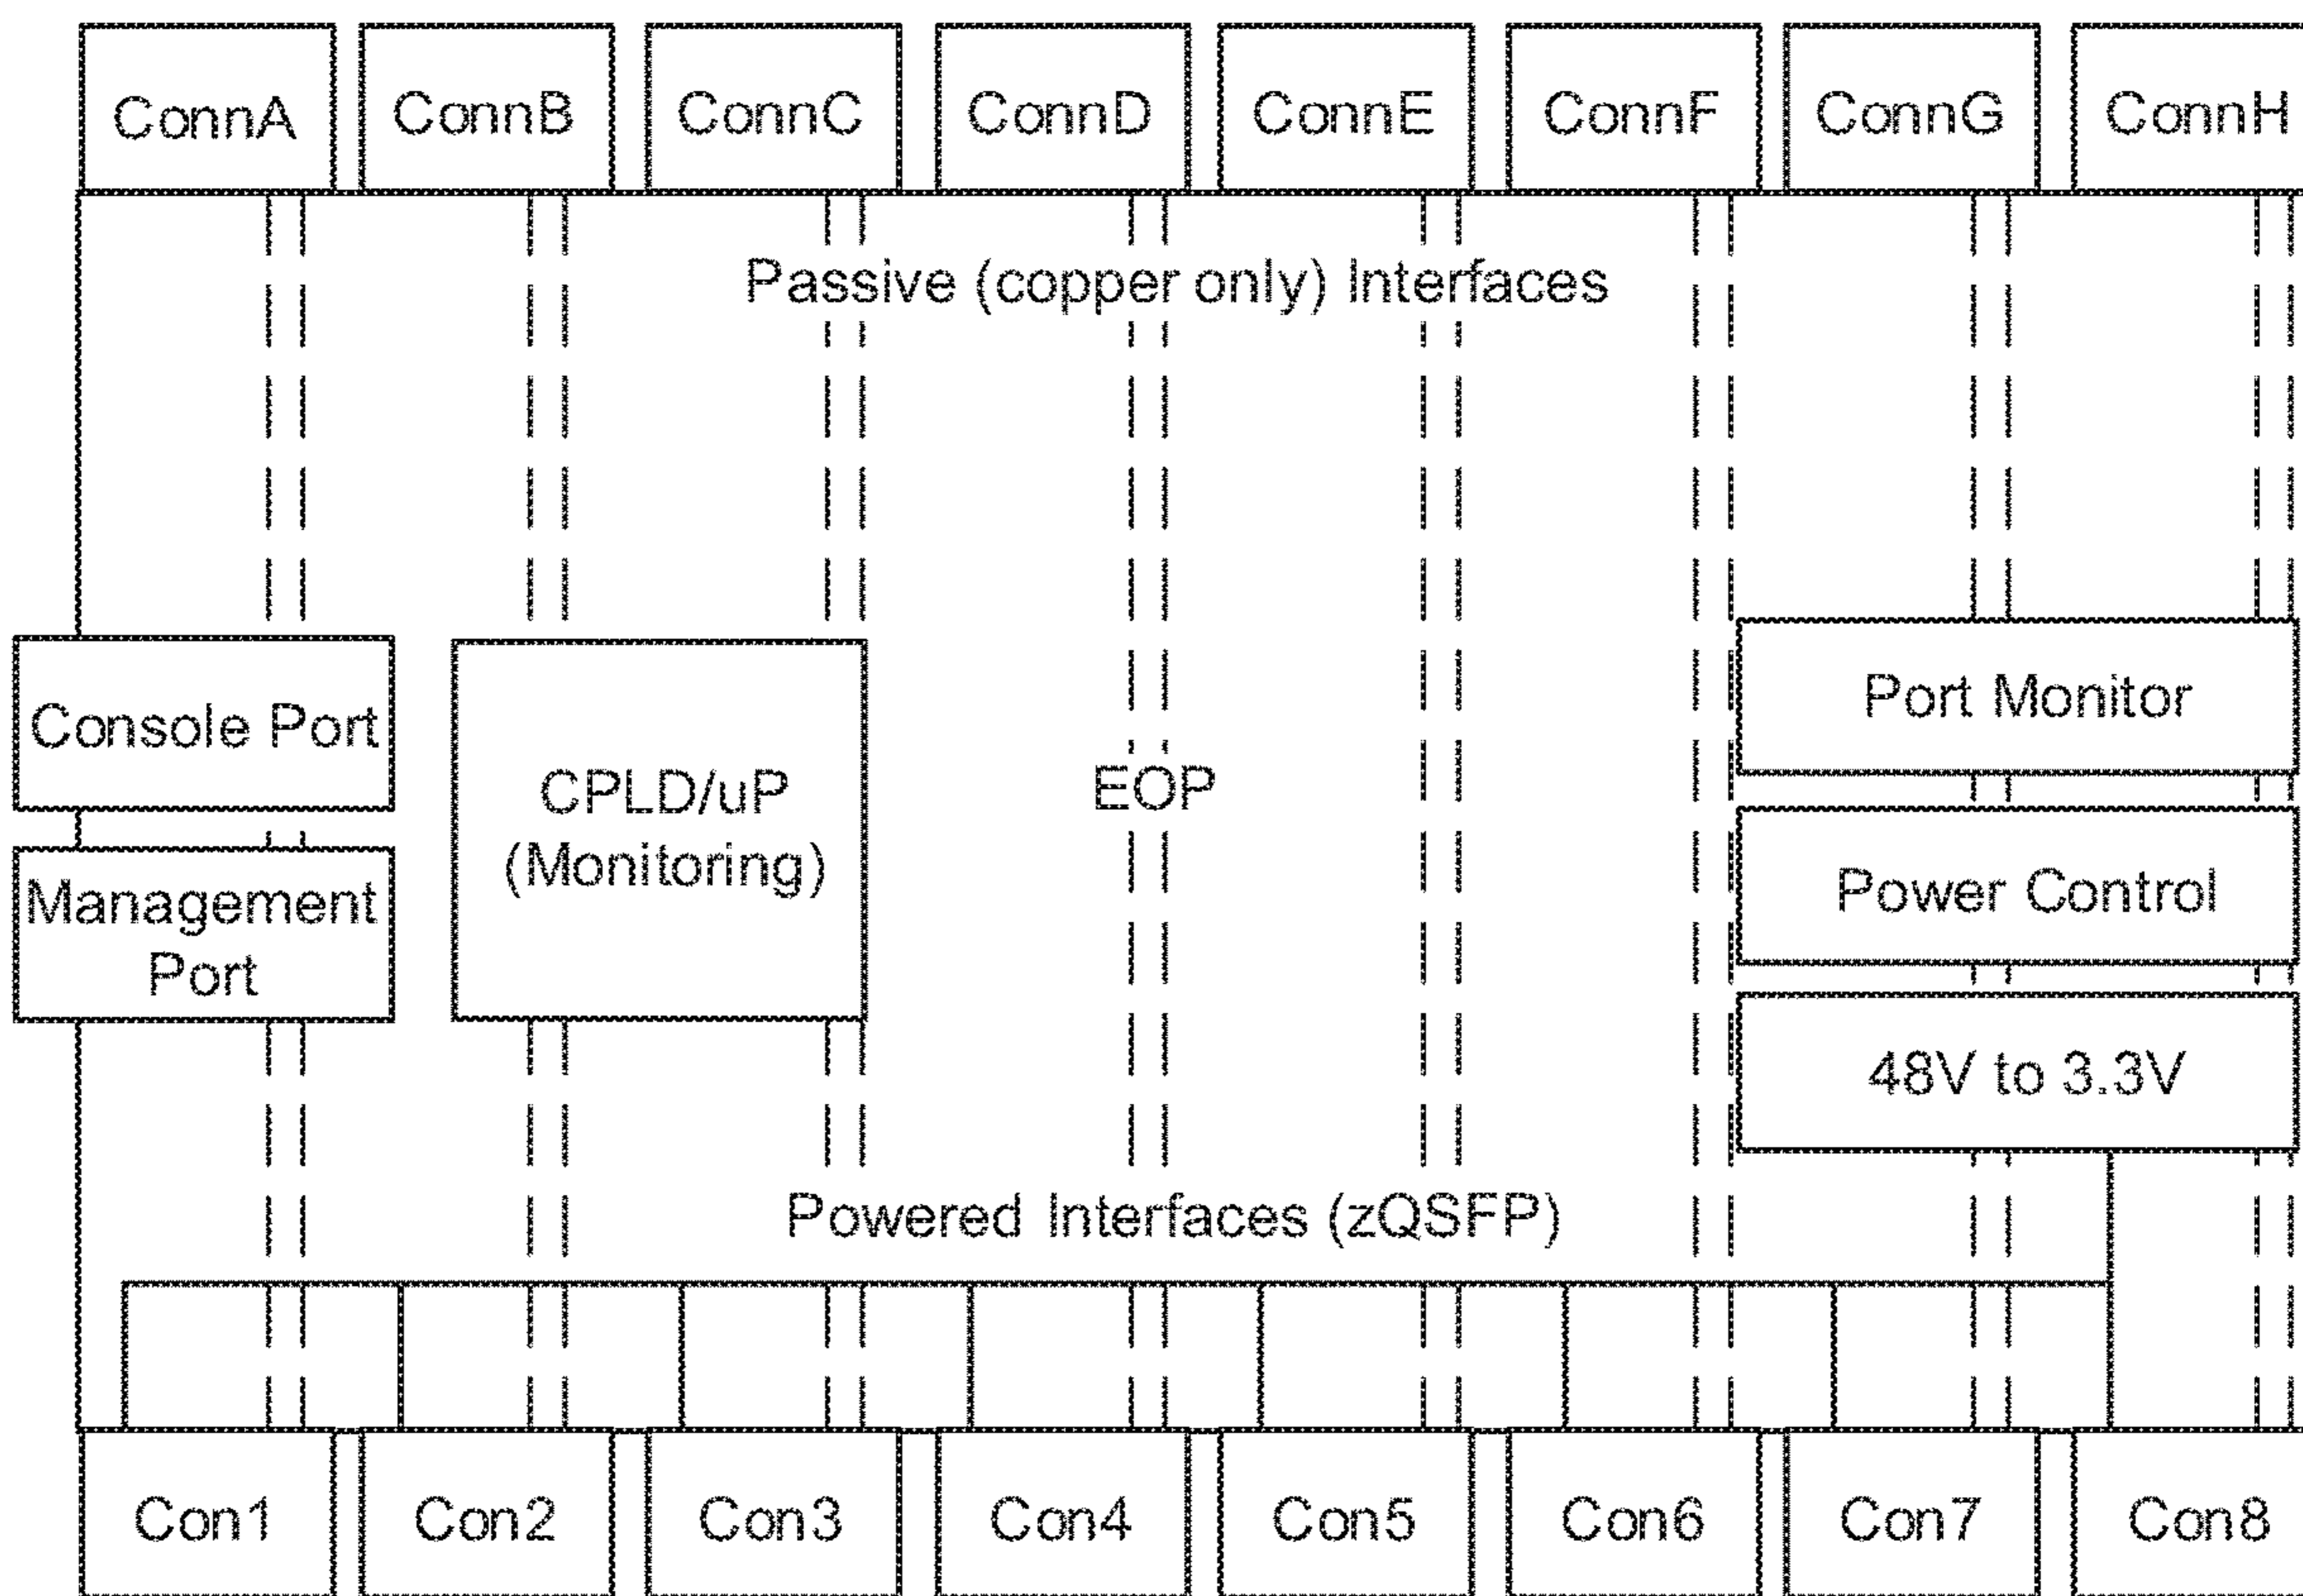 ConnA ConnB ConnC ConnD ConnE ConnF ConnG ConnH
Passive (copper only) Interfaces
Console Port
Management
Port
CPLD/uP
(Monitoring)
EOP
Port Monitor
Power Control
48V to 3.3V
Powered Interfaces (zQSFP)
Con1 Con2 Con3 Con4 Con5 Con6 Con7 Con8